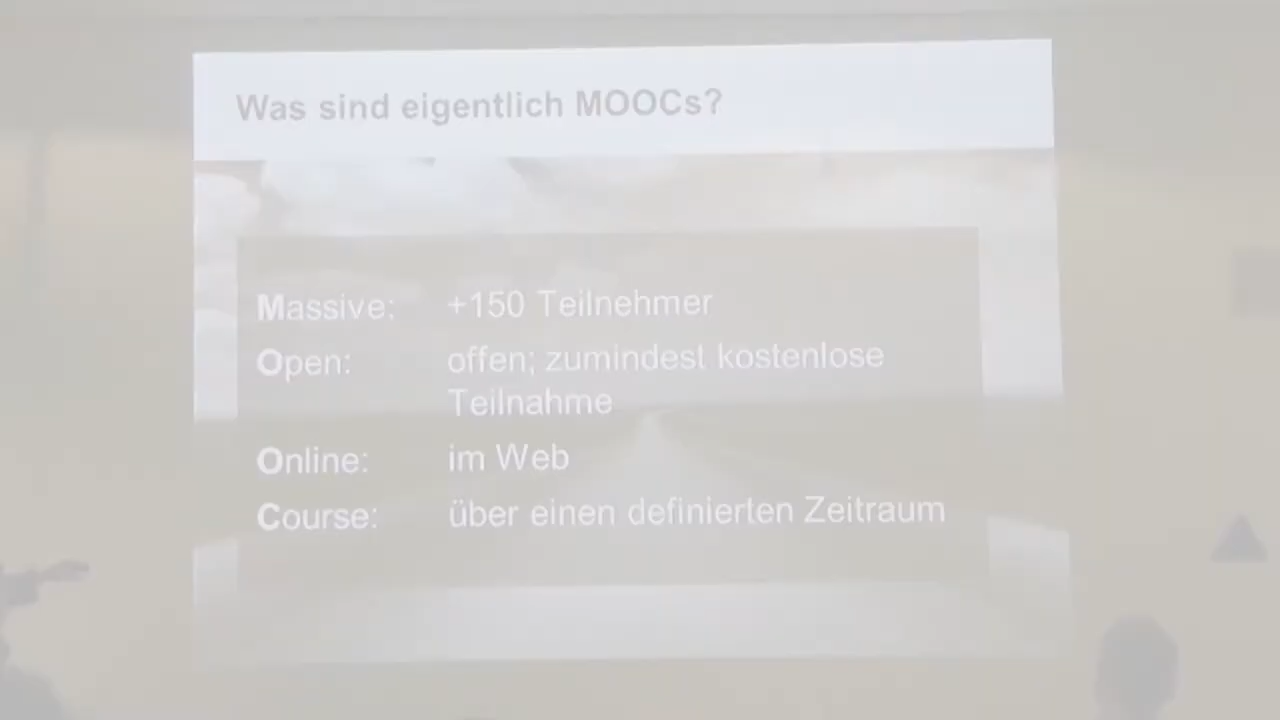 Was sind eigentlich MOOCs?
Massive: +150 Teilnehmer
Open: offen; zumindest kostenlose
Teilnahme
Online: im Web
Course: über einen definierten Zeitraum